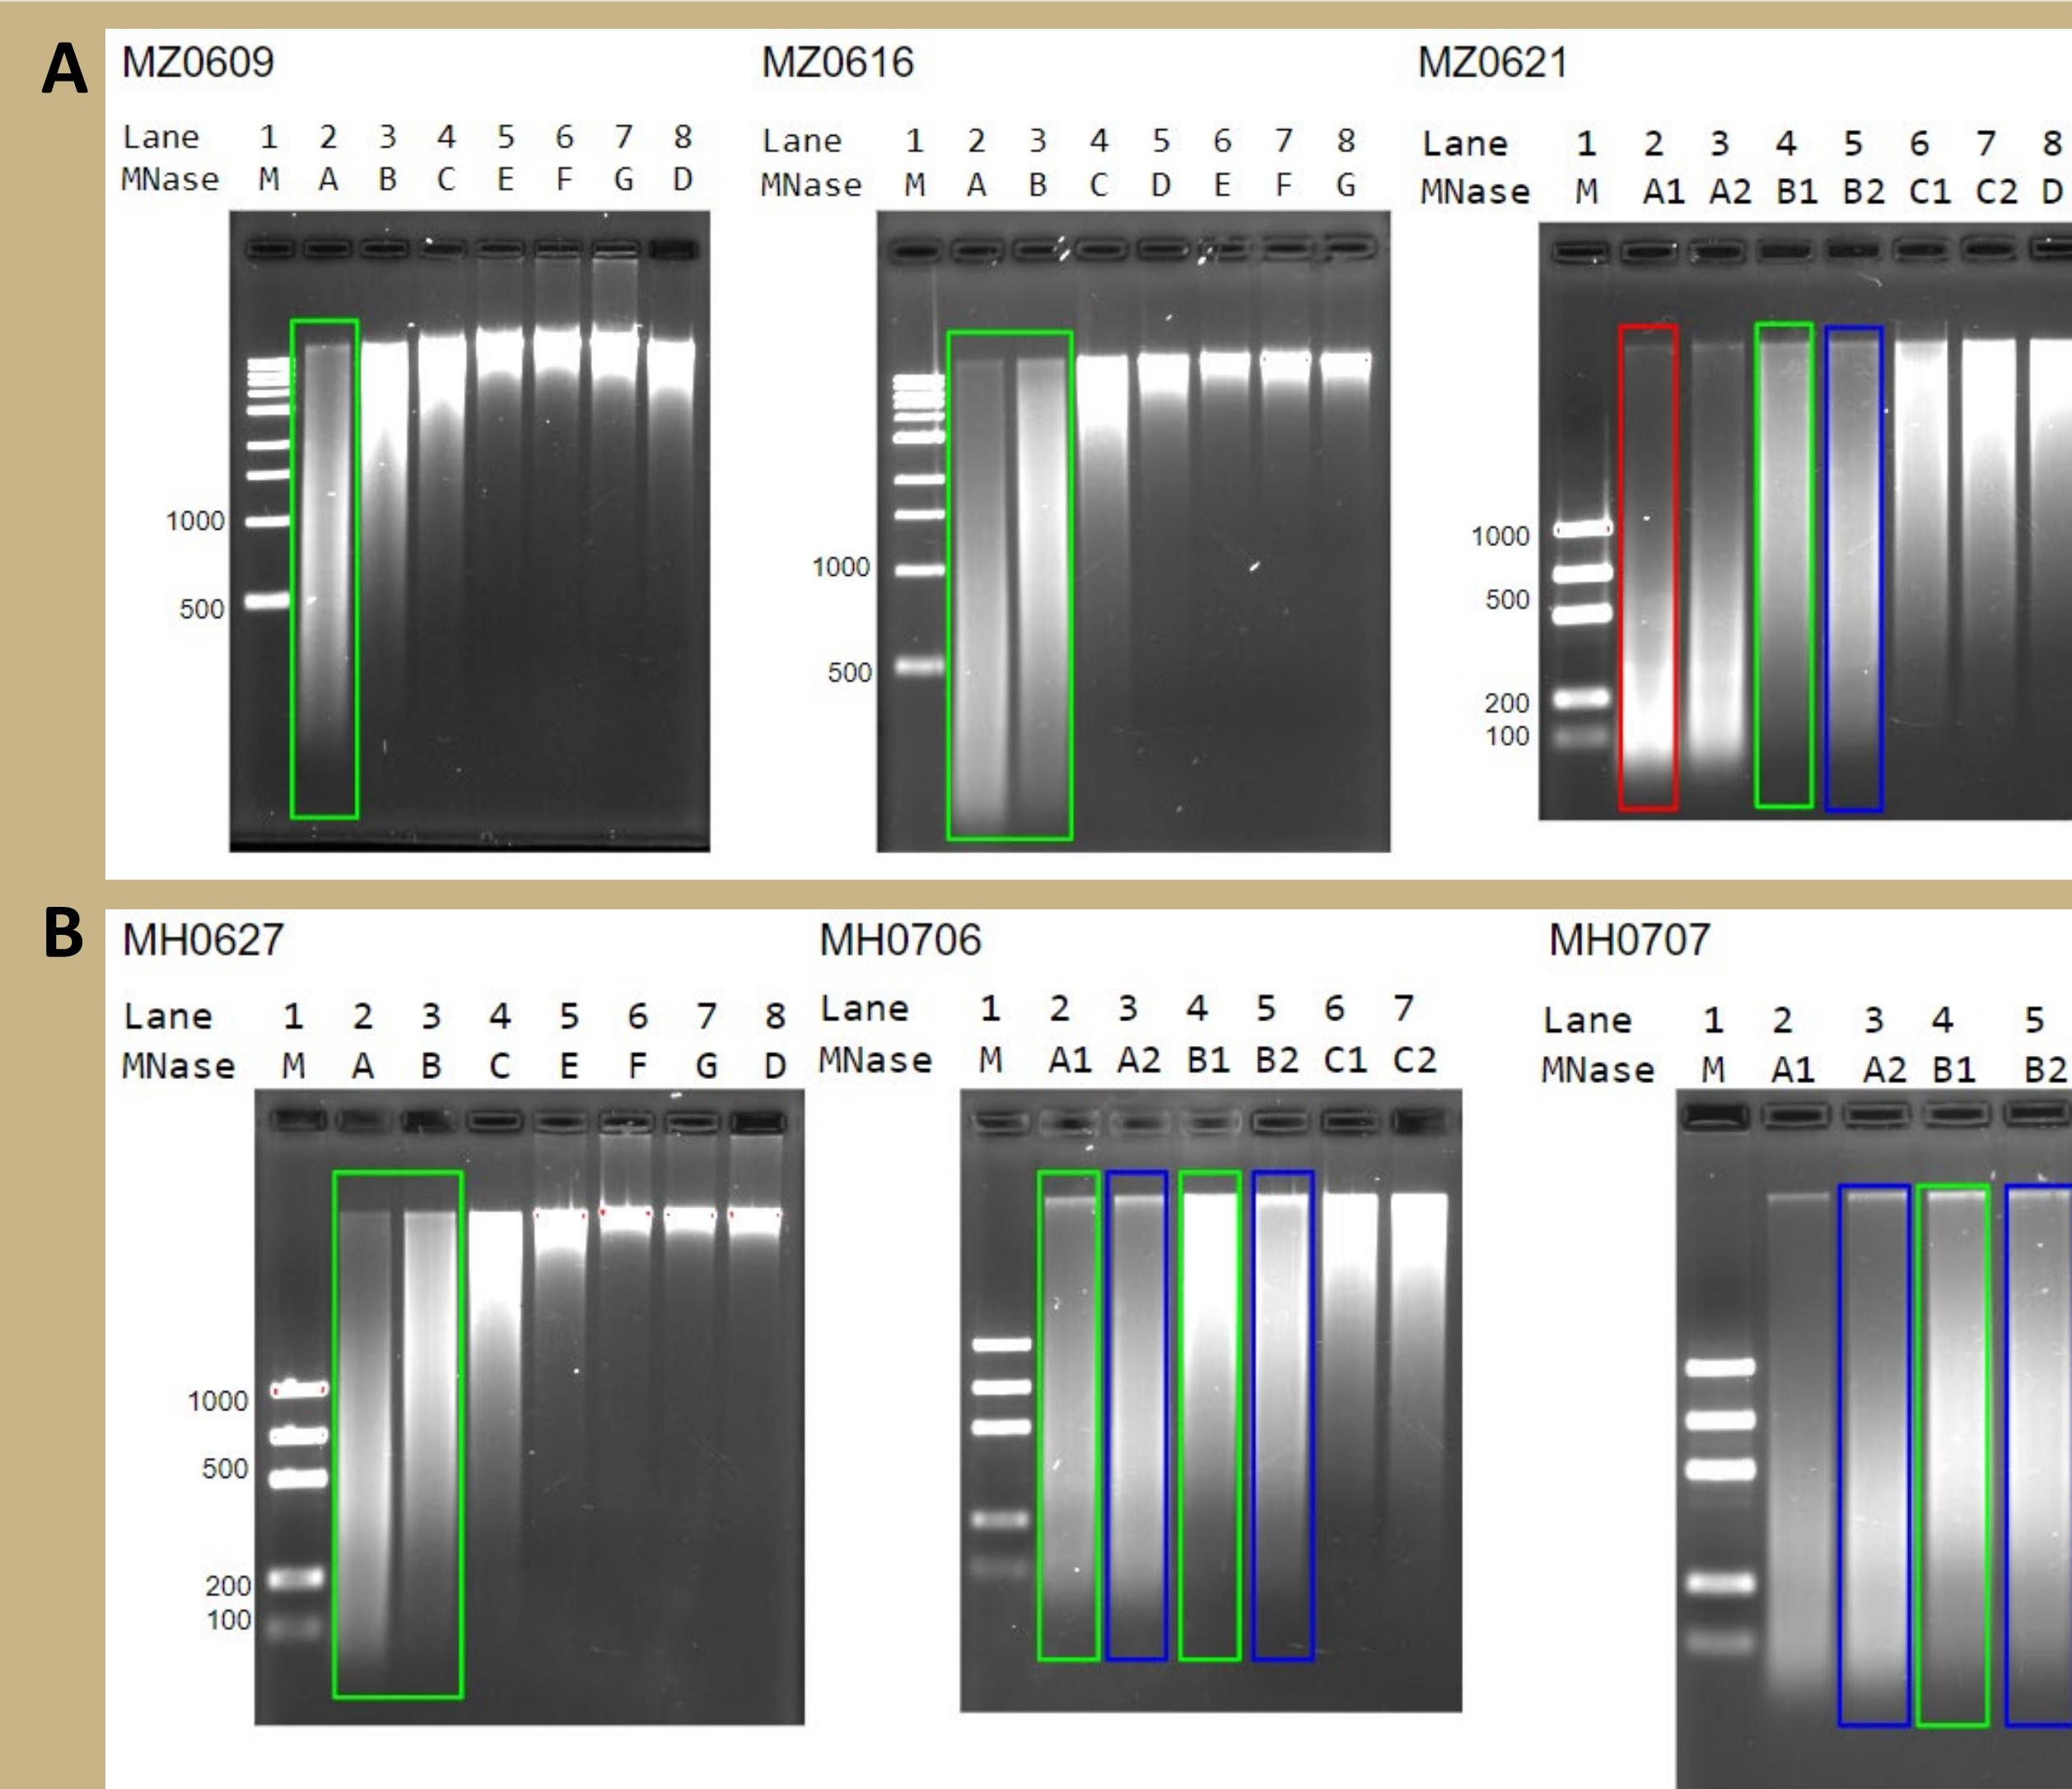 A
MZ0609
Lane 1 2 3 4 5 6 7 8
MNase M A B C E F G D
1000
500
MZ0616
Lane 1 2 3 4 5 6 7 8
MNase M A B C D E F G
1000
500
MZ0621
Lane 1 2 3 4 5 6 7 8
MNase M A1 A2 B1 B2 C1 C2 D
1000
500
200
100
B
MH0627
Lane 1 2 3 4 5 6 7 8
MNase M A B C E F G D
1000
500
200
100
MH0706
Lane 1 2 3 4 5 6 7
MNase M A1 A2 B1 B2 C1 C2
MH0707
Lane 1 2 3 4 5
MNase M A1 A2 B1 B2